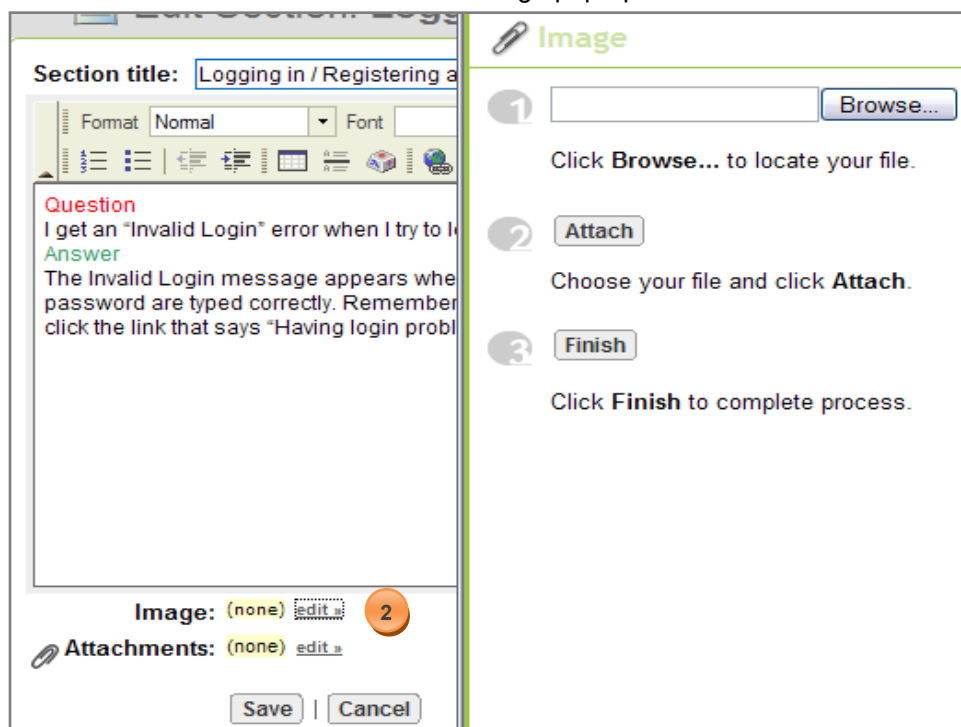 Edit Section: Logg
Section title: Logging in / Registering a
Format Normal Font
Question
I get an “Invalid Login” error when I try to l
Answer
The Invalid Login message appears whe
password are typed correctly. Remember
click the link that says “Having login probl
Image: (none) edit » 2
Attachments: (none) edit »
Save | Cancel
Image
1 Browse...
Click Browse... to locate your file.
2 Attach
Choose your file and click Attach.
3 Finish
Click Finish to complete process.